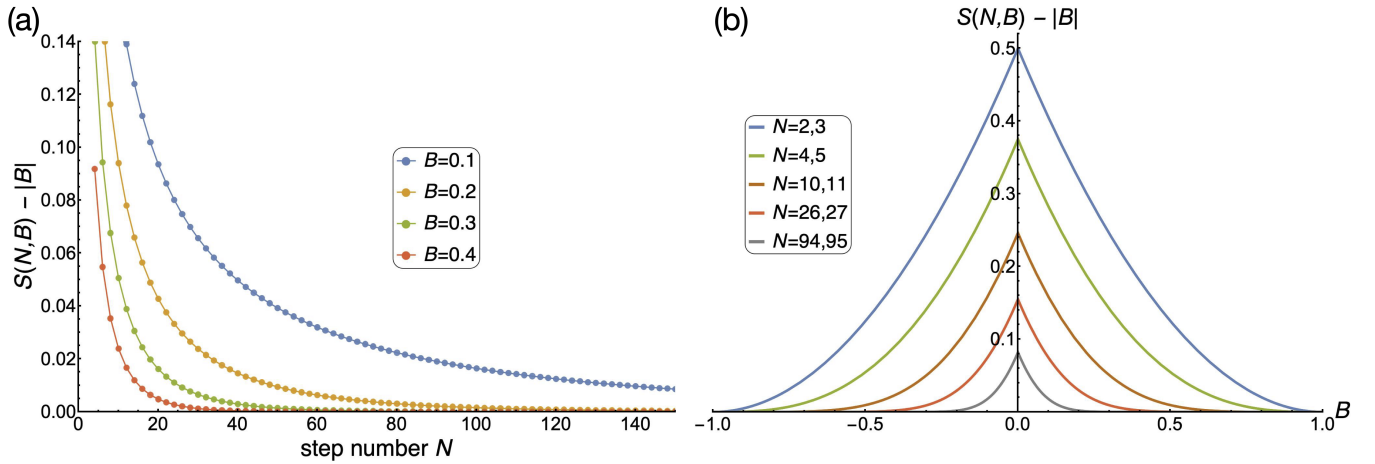 (a)
S(N,B) – |B|
0.14
0.12
0.10
0.08
0.06
0.04
0.02
0.00
0
20
40
60
80
100
120
140
step number N
B=0.1
B=0.2
B=0.3
B=0.4
(b)
S(N,B) – |B|
0.5
0.4
0.3
0.2
0.1
N=2,3
N=4,5
N=10,11
N=26,27
N=94,95
−1.0
−0.5
0.0
0.5
1.0
B